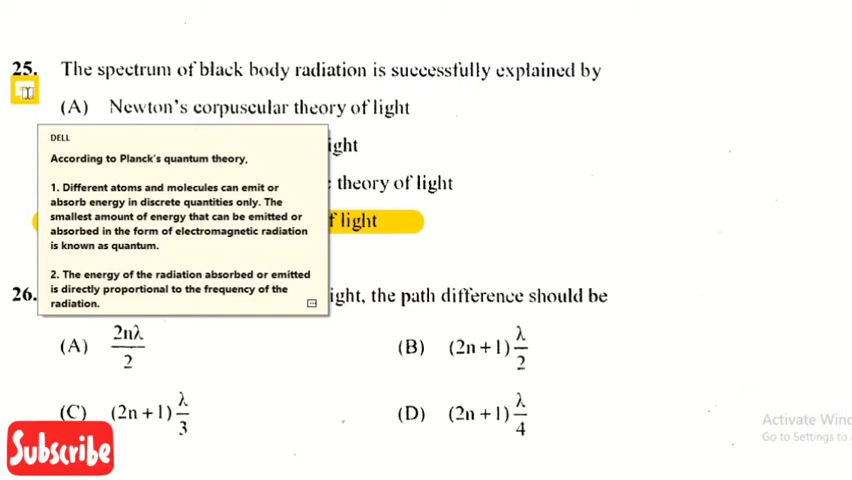 25. The spectrum of black body radiation is successfully explained by
(A) Newton's corpuscular theory of light
ight
theory of light
f light
DELL
According to Planck's quantum theory,
1. Different atoms and molecules can emit or
absorb energy in discrete quantities only. The
smallest amount of energy that can be emitted or
absorbed in the form of electromagnetic radiation
is known as quantum.
2. The energy of the radiation absorbed or emitted
is directly proportional to the frequency of the
radiation.
26. ight, the path difference should be
(A) 2nλ/2 (B) (2n + 1) λ/2
(C) (2n + 1) λ/3 (D) (2n + 1) λ/4
Subscribe
Activate Wind
Go to Settings to